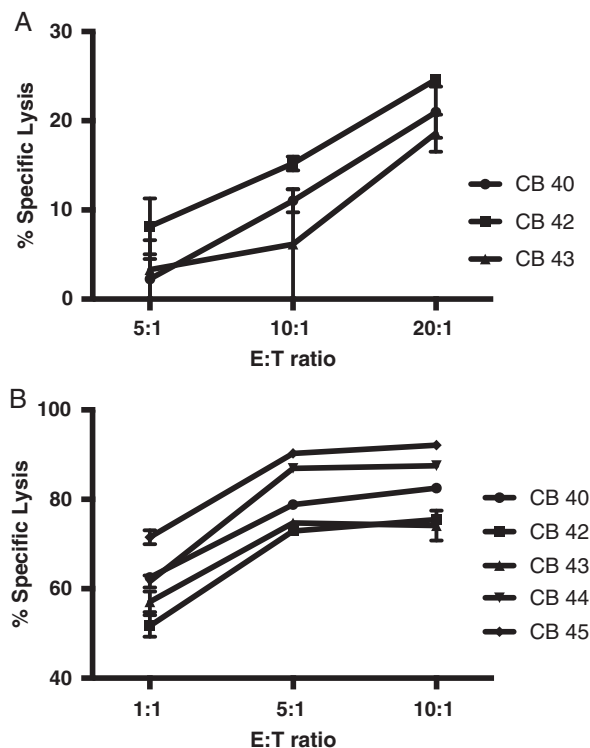 A
30
20
10
0
% Specific Lysis
5:1 10:1 20:1
E:T ratio
CB 40
CB 42
CB 43
B
100
80
60
40
% Specific Lysis
1:1 5:1 10:1
E:T ratio
CB 40
CB 42
CB 43
CB 44
CB 45